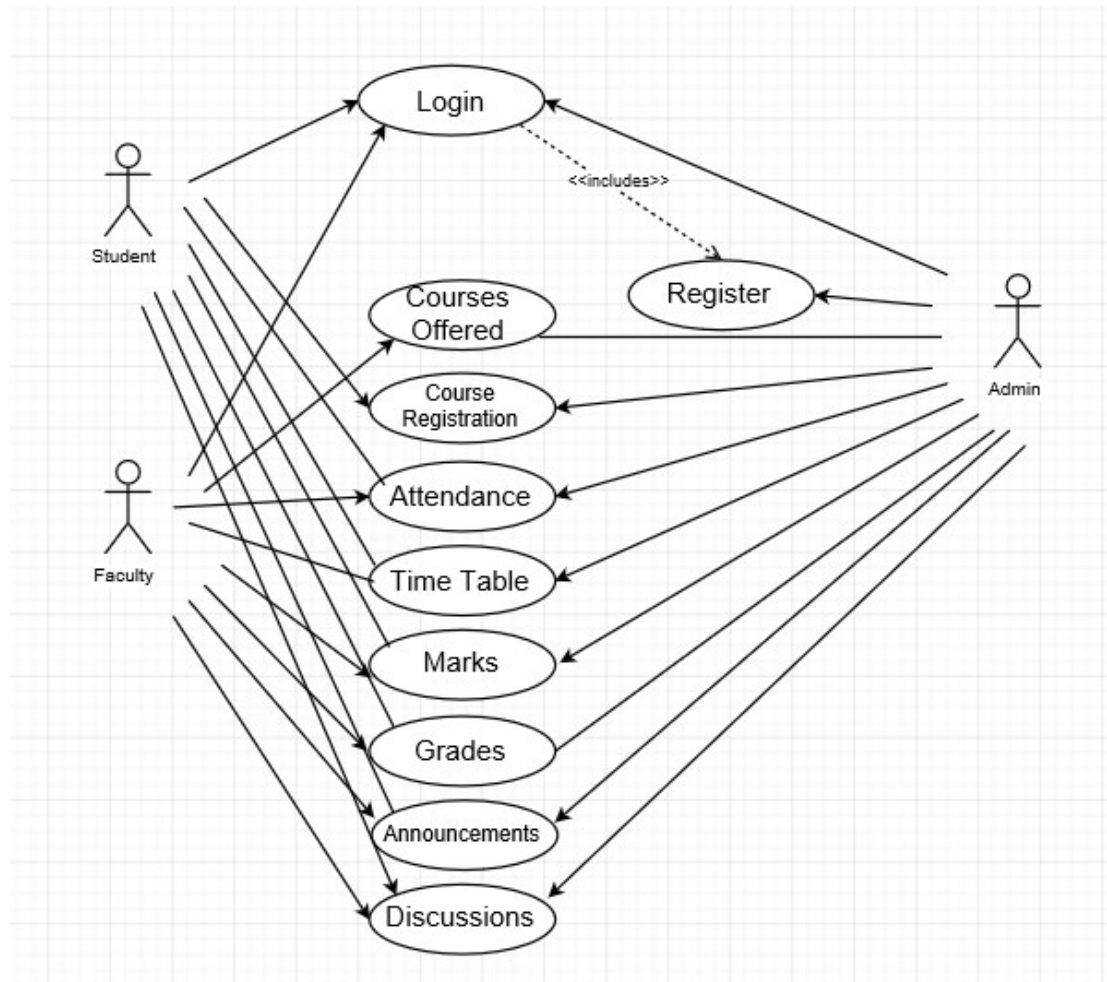 Login
<<includes>>
Student
Register
Courses
Offered
Admin
Course
Registration
Attendance
Faculty
Time Table
Marks
Grades
Announcements
Discussions